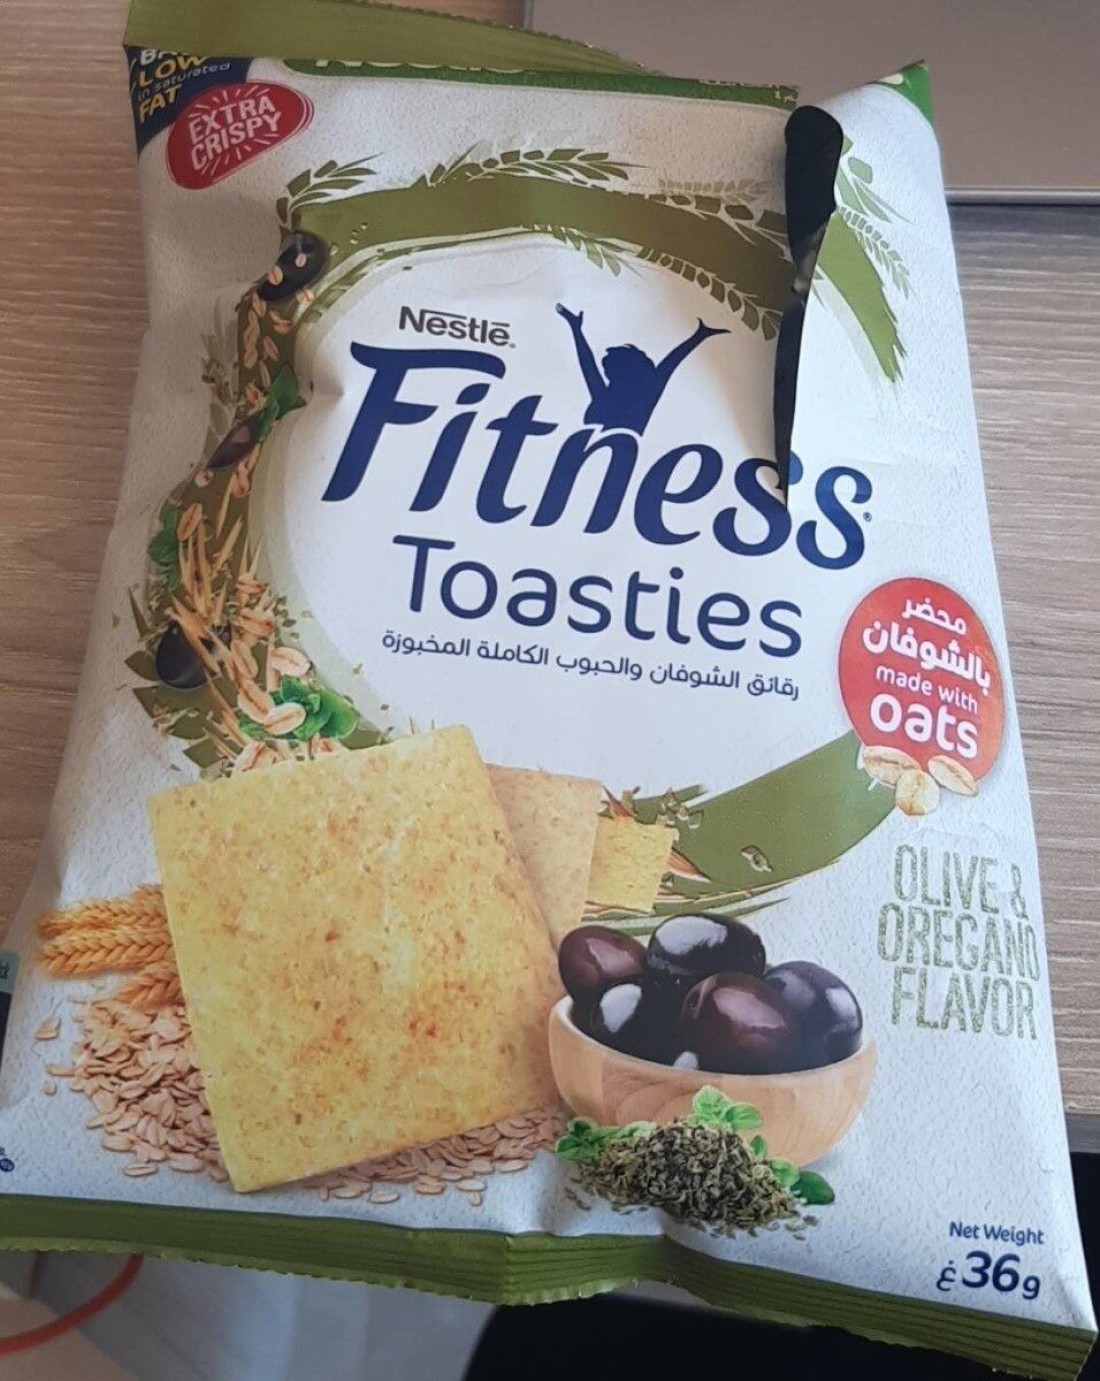 LOW
in saturated
FAT
EXTRA
CRISPY
Nestlé®
Fitness®
Toasties
رقائق الشوفان والحبوب الكاملة المخبوزة
محضر
بالشوفان
made with
oats
OLIVE &
OREGANO
FLAVOR
Net Weight
36g غ